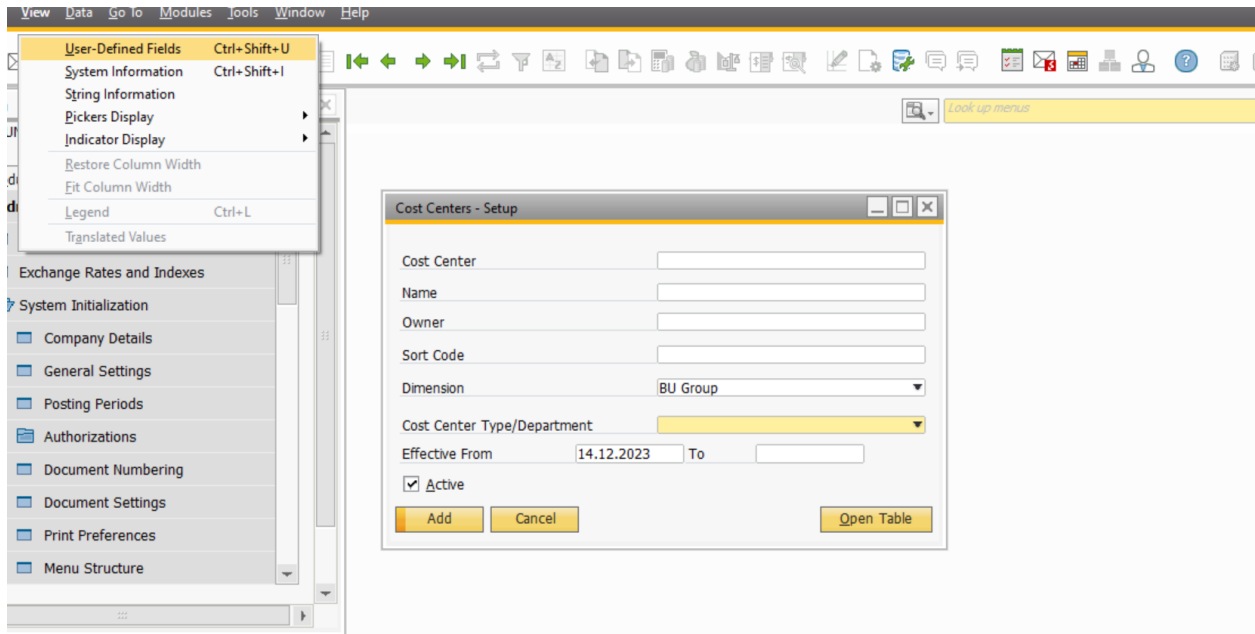 View Data Go To Modules Tools Window Help
User-Defined Fields Ctrl+Shift+U
System Information Ctrl+Shift+I
String Information
Pickers Display
Indicator Display
Restore Column Width
Fit Column Width
Legend Ctrl+L
Translated Values
Look up menus
Exchange Rates and Indexes
System Initialization
Company Details
General Settings
Posting Periods
Authorizations
Document Numbering
Document Settings
Print Preferences
Menu Structure
Cost Centers - Setup
Cost Center
Name
Owner
Sort Code
Dimension BU Group
Cost Center Type/Department
Effective From 14.12.2023 To
Active
Add Cancel Open Table